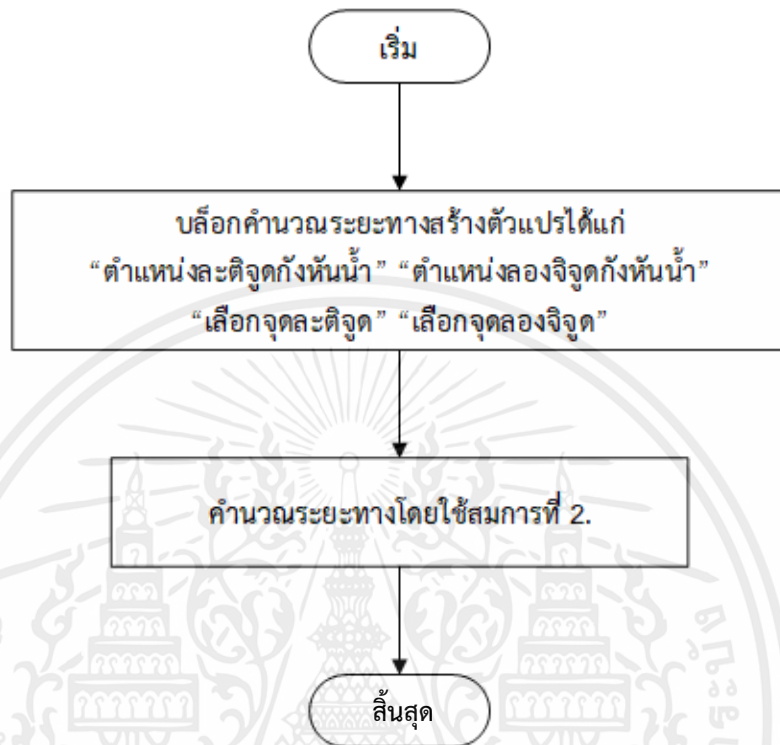 เริ่ม
บล็อกคำนวณระยะทางสร้างตัวแปรได้แก่
“ตำแหน่งละติจูดกังหันน้ำ” “ตำแหน่งลองจิจูดกังหันน้ำ”
“เลือกจุดละติจูด” “เลือกจุดลองจิจูด”
คำนวณระยะทางโดยใช้สมการที่ 2.
สิ้นสุด